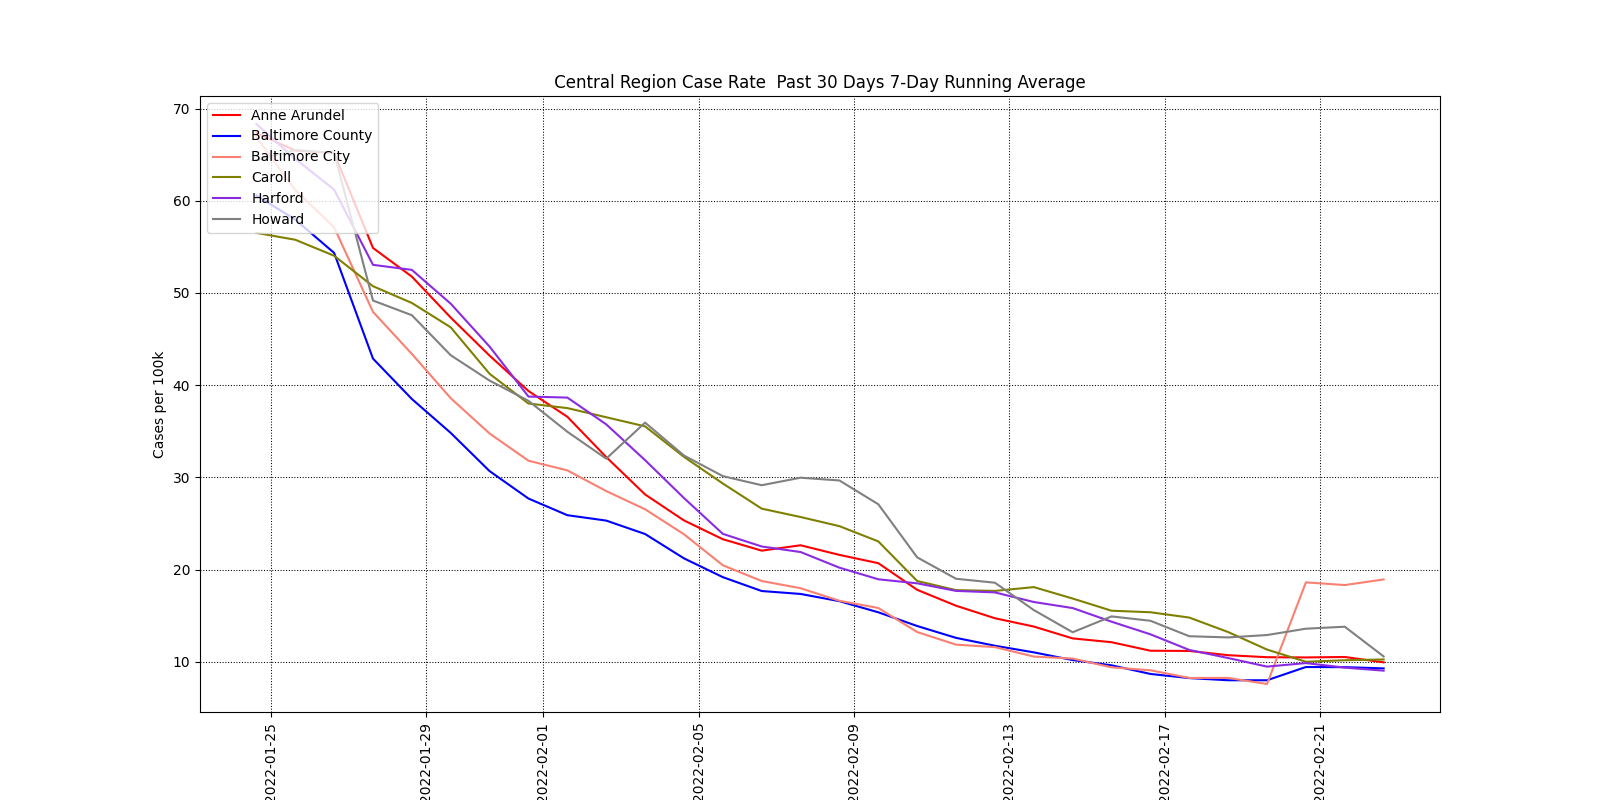 Central Region Case Rate  Past 30 Days 7-Day Running Average
Cases per 100k
70
60
50
40
30
20
10
Anne Arundel
Baltimore County
Baltimore City
Caroll
Harford
Howard
2022-01-25
2022-01-29
2022-02-01
2022-02-05
2022-02-09
2022-02-13
2022-02-17
2022-02-21